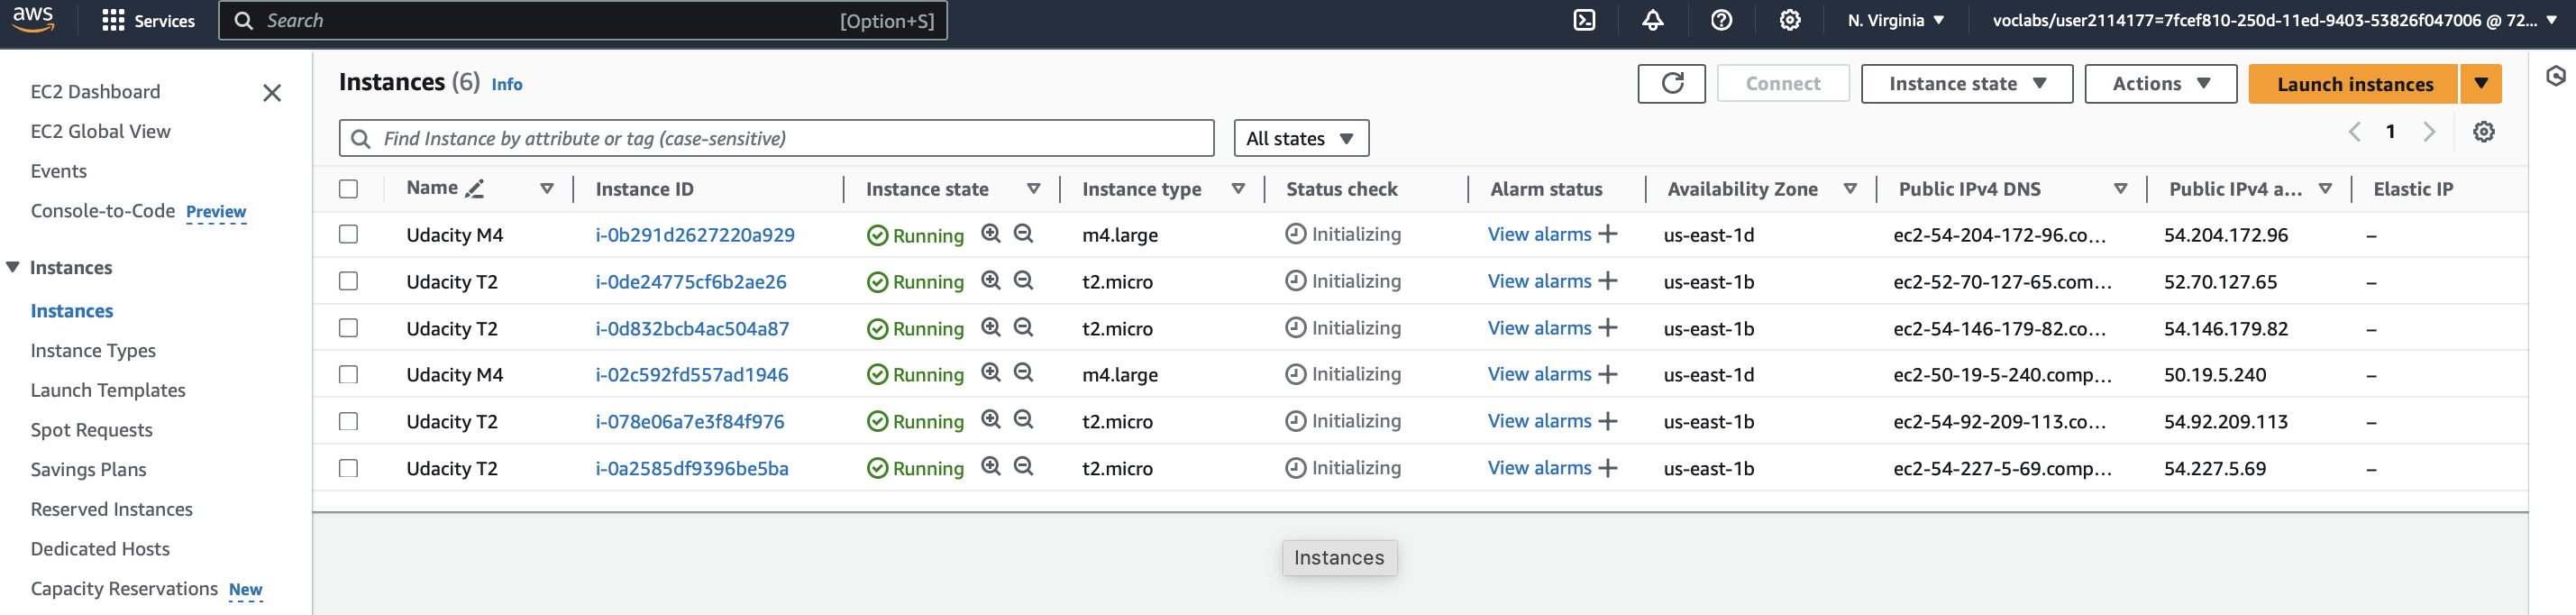 aws Services Search [Option+S] N. Virginia voclabs/user2114177=7fcef810-250d-11ed-9403-53826f047006 @ 72...
EC2 Dashboard
EC2 Global View
Events
Console-to-Code Preview
Instances
Instances
Instance Types
Launch Templates
Spot Requests
Savings Plans
Reserved Instances
Dedicated Hosts
Capacity Reservations New
Instances (6) Info Connect Instance state Actions Launch instances
Find Instance by attribute or tag (case-sensitive) All states 1
Name Instance ID Instance state Instance type Status check Alarm status Availability Zone Public IPv4 DNS Public IPv4 a... Elastic IP
Udacity M4 i-0b291d2627220a929 Running m4.large Initializing View alarms + us-east-1d ec2-54-204-172-96.co... 54.204.172.96 –
Udacity T2 i-0de24775cf6b2ae26 Running t2.micro Initializing View alarms + us-east-1b ec2-52-70-127-65.com... 52.70.127.65 –
Udacity T2 i-0d832bcb4ac504a87 Running t2.micro Initializing View alarms + us-east-1b ec2-54-146-179-82.co... 54.146.179.82 –
Udacity M4 i-02c592fd557ad1946 Running m4.large Initializing View alarms + us-east-1d ec2-50-19-5-240.comp... 50.19.5.240 –
Udacity T2 i-078e06a7e3f84f976 Running t2.micro Initializing View alarms + us-east-1b ec2-54-92-209-113.co... 54.92.209.113 –
Udacity T2 i-0a2585df9396be5ba Running t2.micro Initializing View alarms + us-east-1b ec2-54-227-5-69.comp... 54.227.5.69 –
Instances